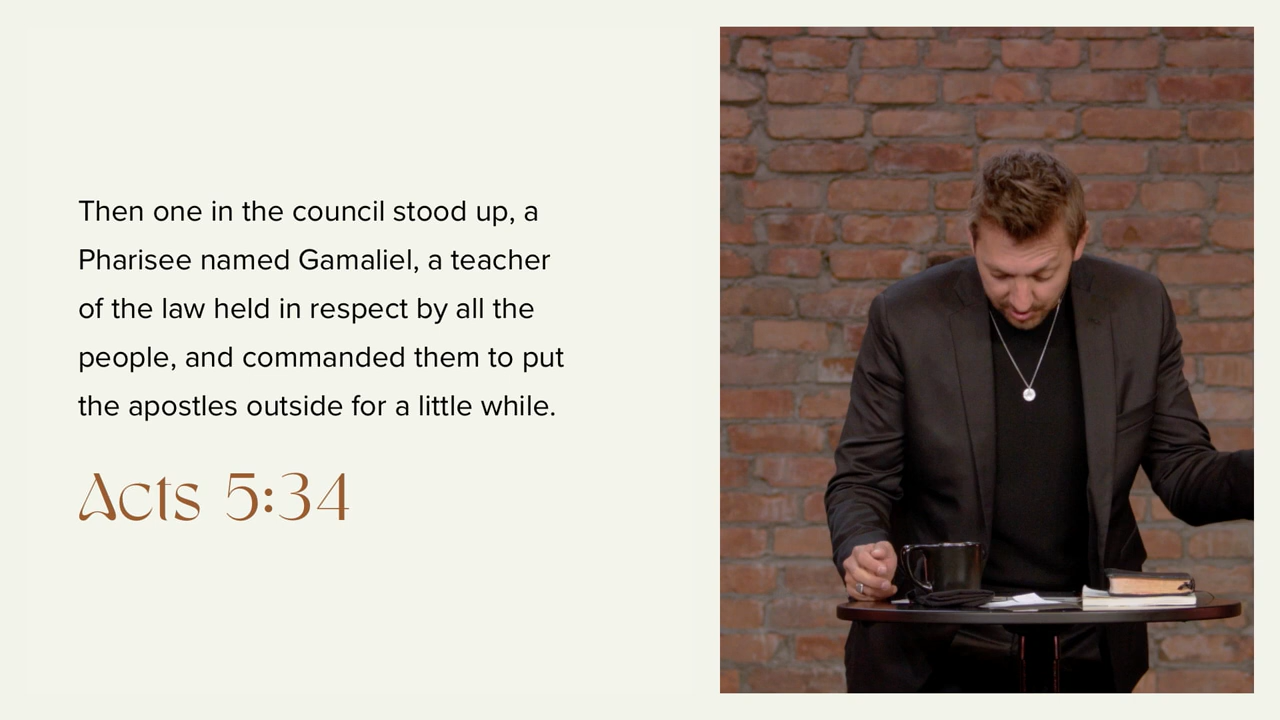 Then one in the council stood up, a
Pharisee named Gamaliel, a teacher
of the law held in respect by all the
people, and commanded them to put
the apostles outside for a little while.
Acts 5:34